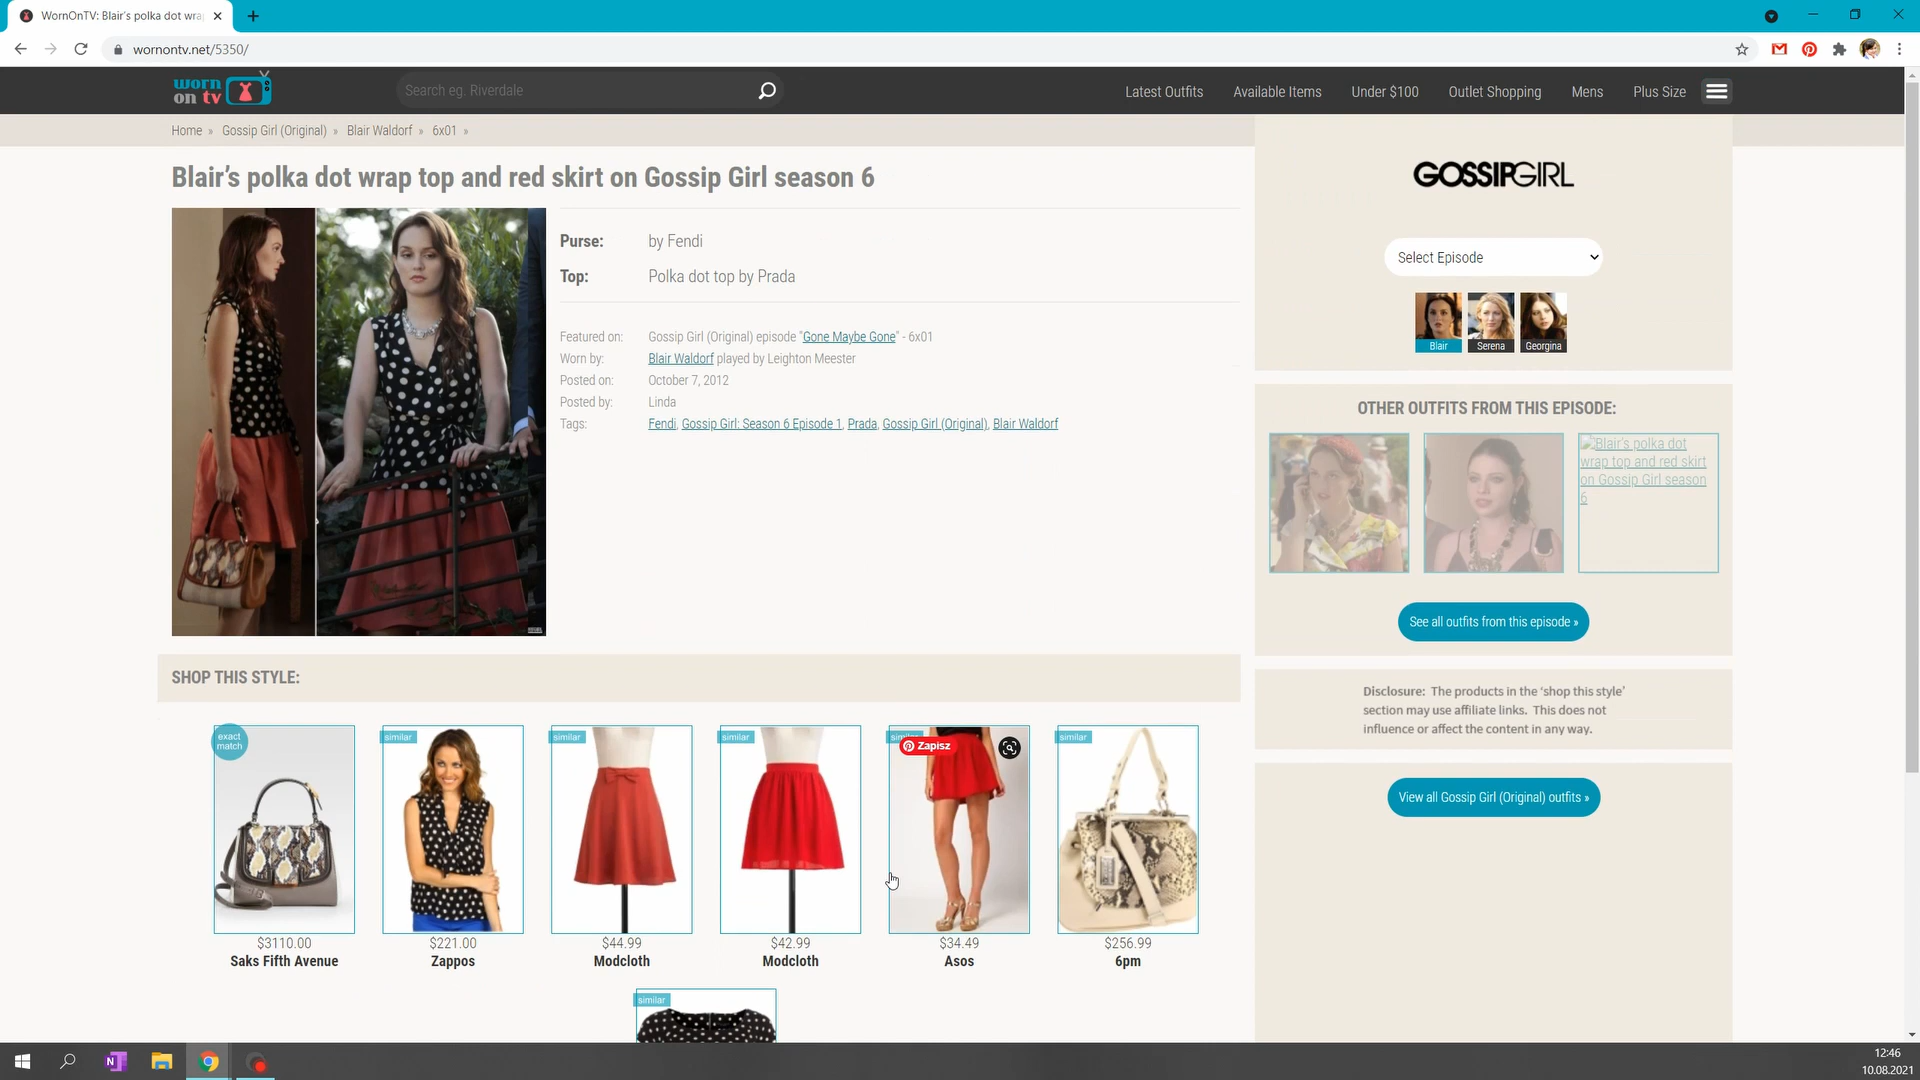 WornOnTV: Blair's polka dot wra
wornontv.net/5350/
worn
on tv
Search eg. Riverdale
Latest Outfits
Available Items
Under $100
Outlet Shopping
Mens
Plus Size
Home » Gossip Girl (Original) » Blair Waldorf » 6x01 »
Blair's polka dot wrap top and red skirt on Gossip Girl season 6
Purse: by Fendi
Top: Polka dot top by Prada
Featured on: Gossip Girl (Original) episode "Gone Maybe Gone" - 6x01
Worn by: Blair Waldorf played by Leighton Meester
Posted on: October 7, 2012
Posted by: Linda
Tags: Fendi, Gossip Girl: Season 6 Episode 1, Prada, Gossip Girl (Original), Blair Waldorf
GOSSIPGIRL
Select Episode
Blair
Serena
Georgina
OTHER OUTFITS FROM THIS EPISODE:
Blair's polka dot
wrap top and red skirt
on Gossip Girl season
6
See all outfits from this episode »
Disclosure: The products in the 'shop this style'
section may use affiliate links. This does not
influence or affect the content in any way.
View all Gossip Girl (Original) outfits »
SHOP THIS STYLE:
exact
match
similar
similar
similar
similar
Zapisz
similar
$3110.00
Saks Fifth Avenue
$221.00
Zappos
$44.99
Modcloth
$42.99
Modcloth
$34.49
Asos
$256.99
6pm
similar
12:46
10.08.2021